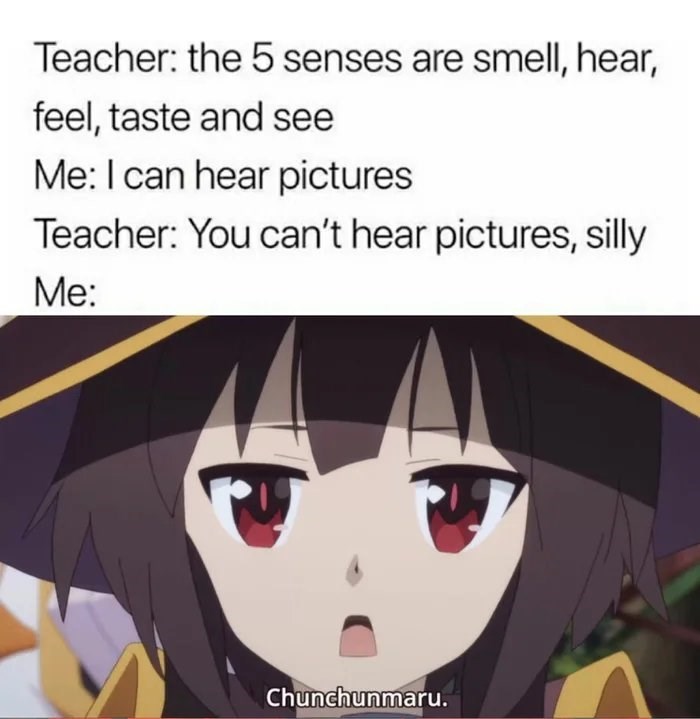 Teacher: the 5 senses are smell, hear,
feel, taste and see
Me: I can hear pictures
Teacher: You can't hear pictures, silly
Me:
Chunchunmaru.